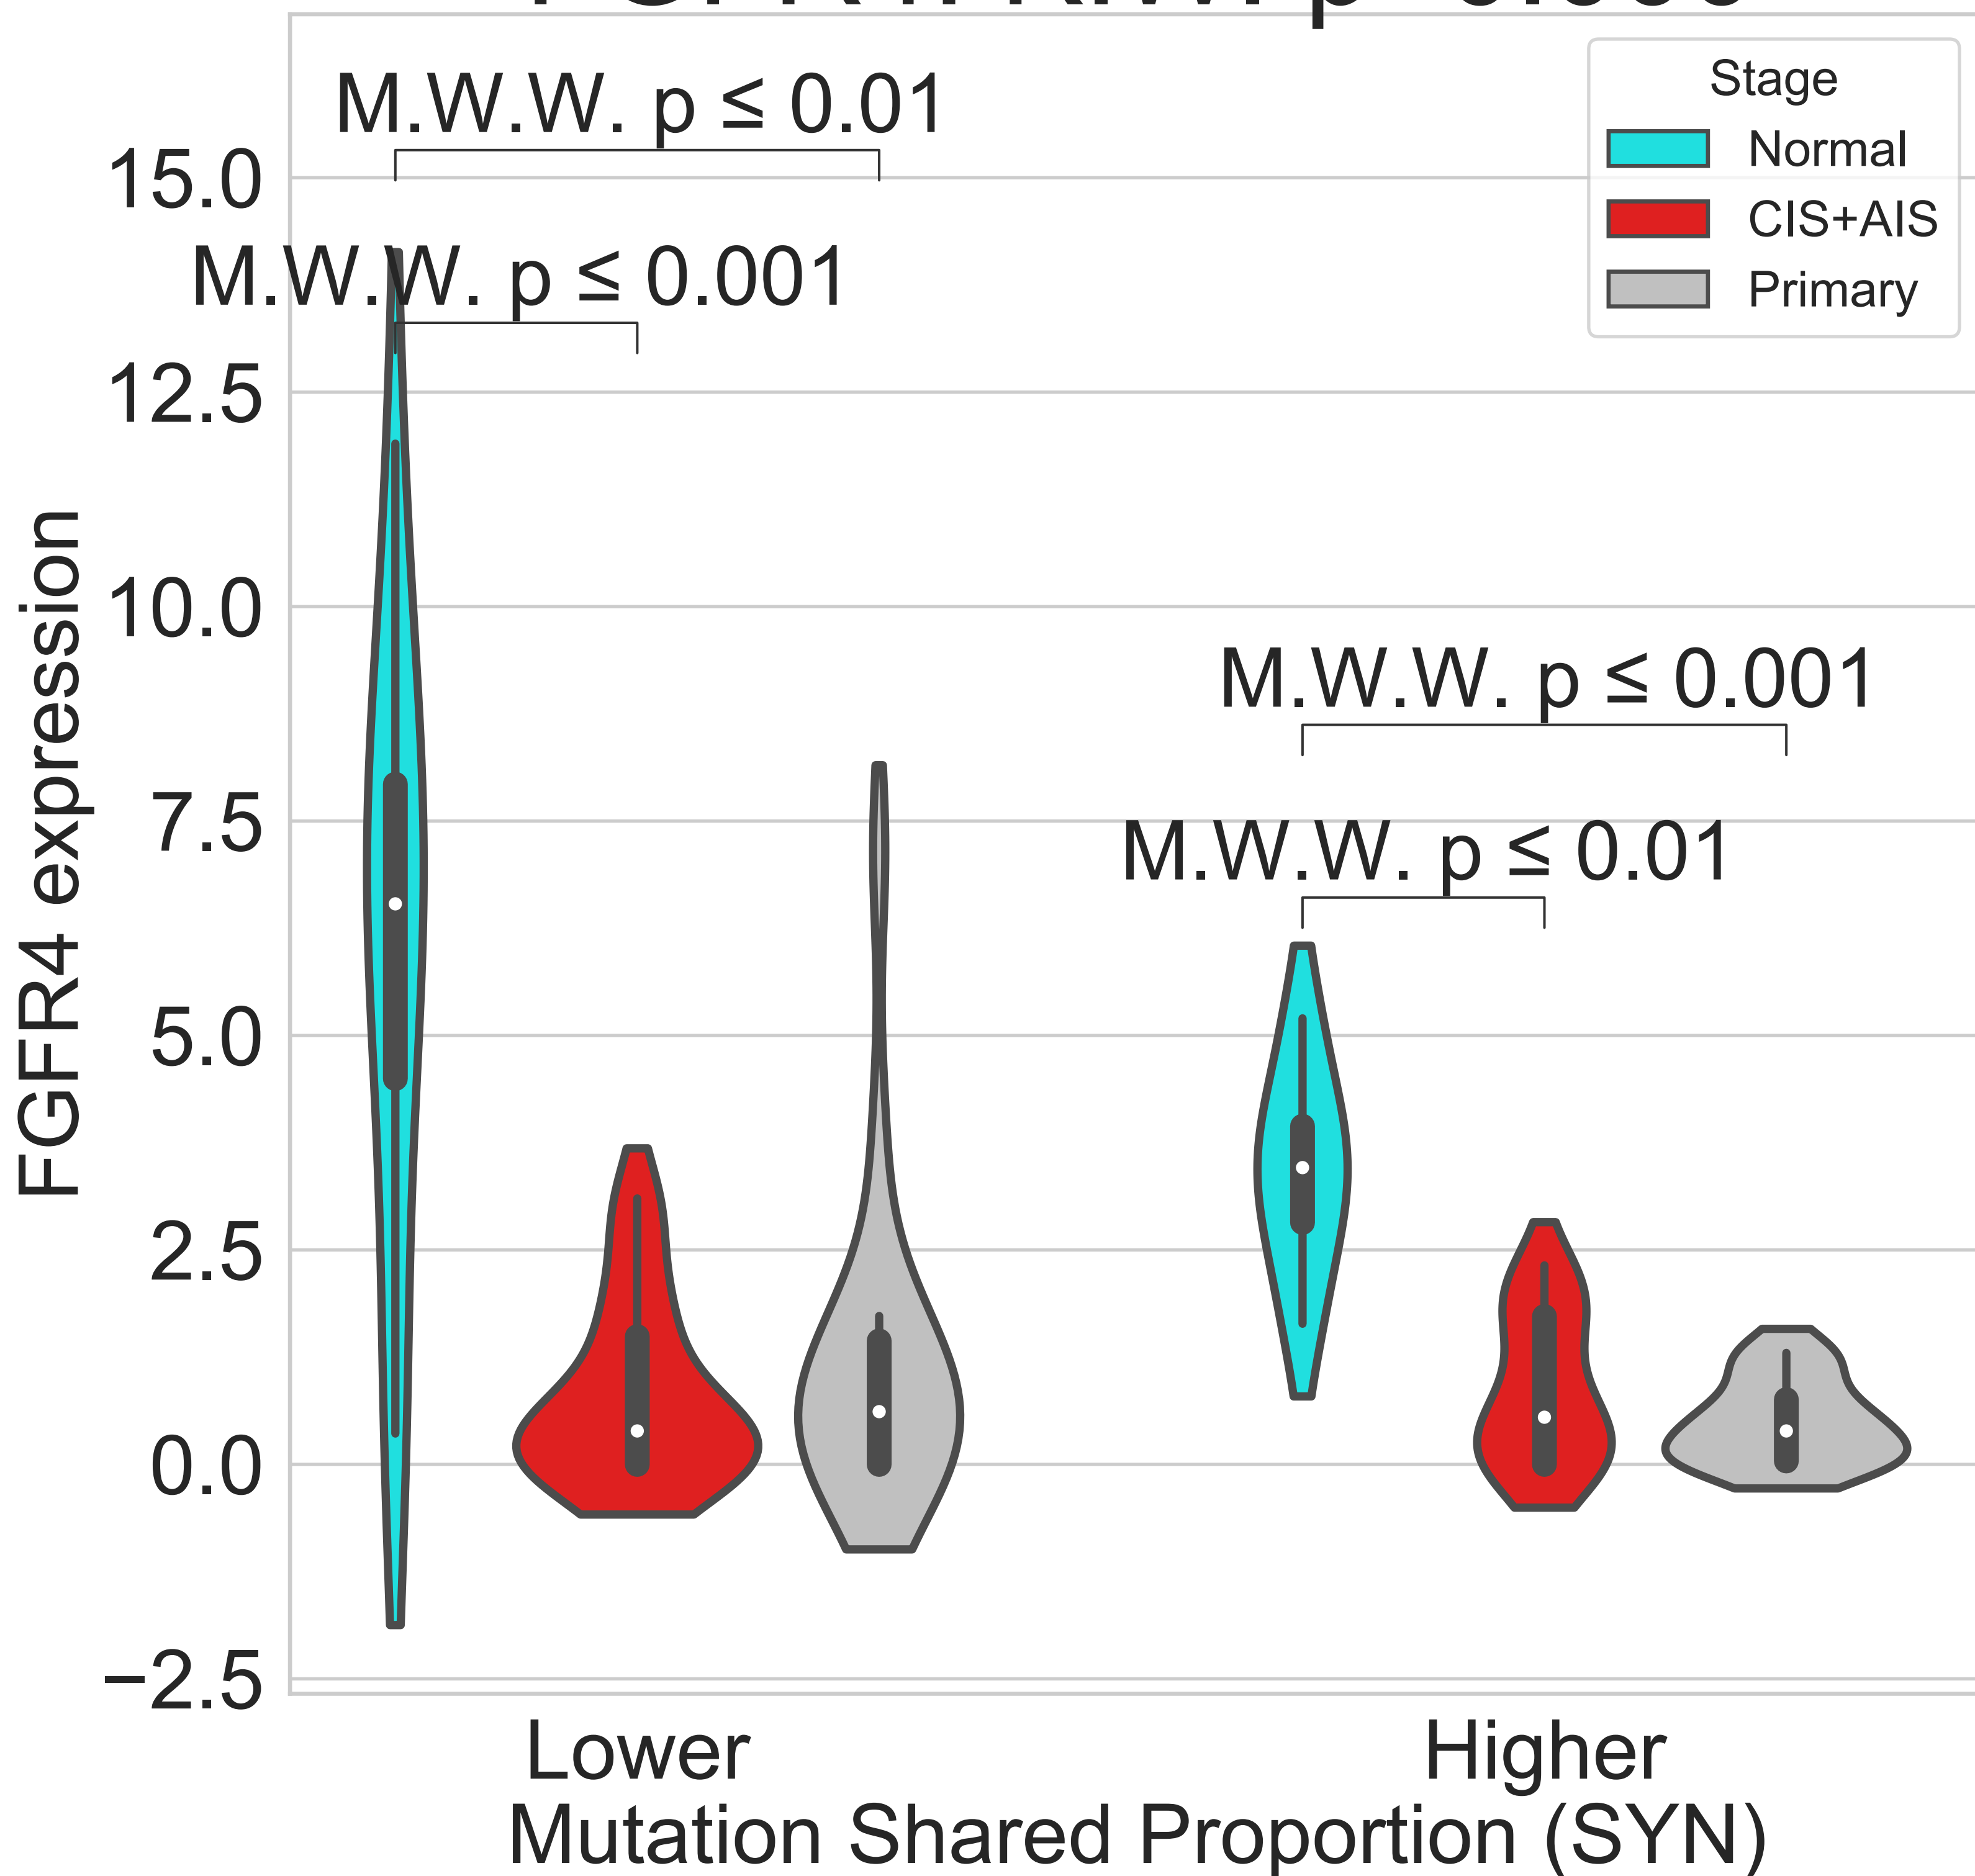 M.W.W. p ≤ 0.01
M.W.W. p ≤ 0.001
M.W.W. p ≤ 0.001
M.W.W. p ≤ 0.01
Stage
Normal
CIS+AIS
Primary
15.0
12.5
10.0
7.5
5.0
2.5
0.0
−2.5
FGFR4 expression
Lower
Higher
Mutation Shared Proportion (SYN)